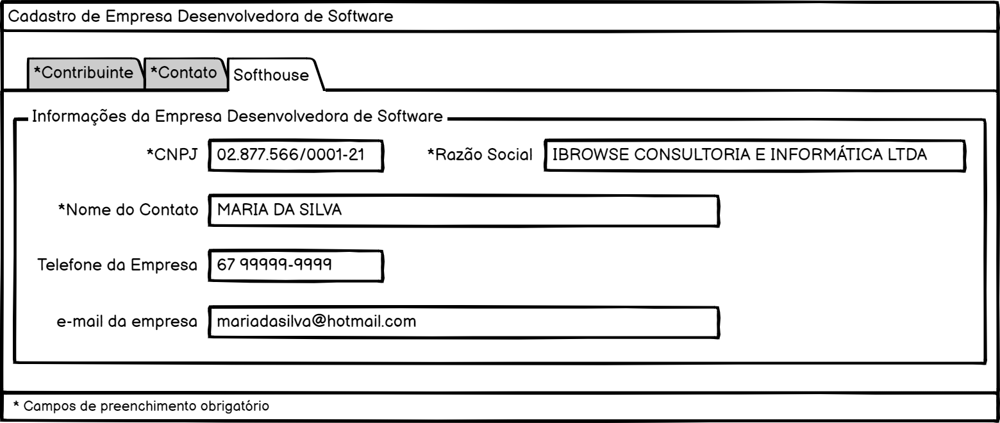 Cadastro de Empresa Desenvolvedora de Software
*Contribuinte *Contato Softhouse
Informações da Empresa Desenvolvedora de Software
*CNPJ 02.877.566/0001-21 *Razão Social IBROWSE CONSULTORIA E INFORMÁTICA LTDA
*Nome do Contato MARIA DA SILVA
Telefone da Empresa 67 99999-9999
e-mail da empresa mariadasilva@hotmail.com
* Campos de preenchimento obrigatório